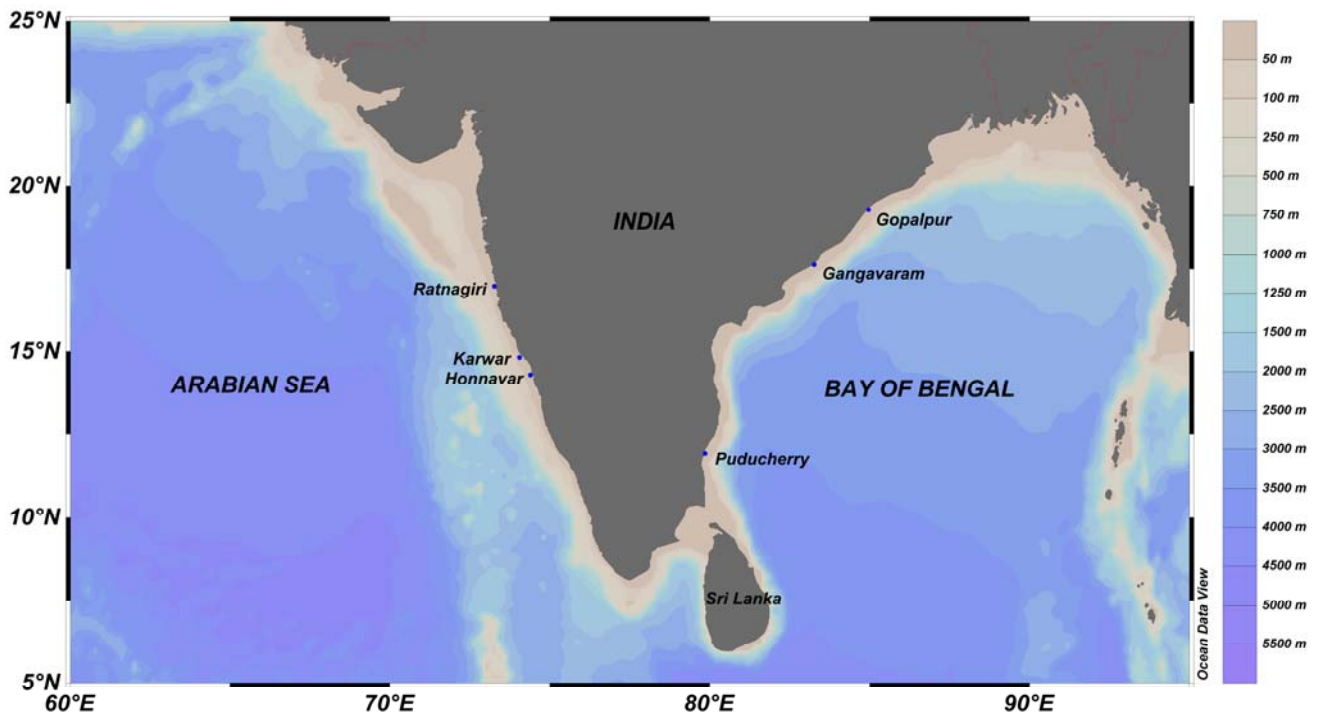 25°N
20°N
15°N
10°N
5°N
60°E
70°E
80°E
90°E
INDIA
ARABIAN SEA
BAY OF BENGAL
Ratnagiri
Karwar
Honnavar
Gopalpur
Gangavaram
Puducherry
Sri Lanka
Ocean Data View
50 m
100 m
250 m
500 m
750 m
1000 m
1250 m
1500 m
2000 m
2500 m
3000 m
3500 m
4000 m
4500 m
5000 m
5500 m